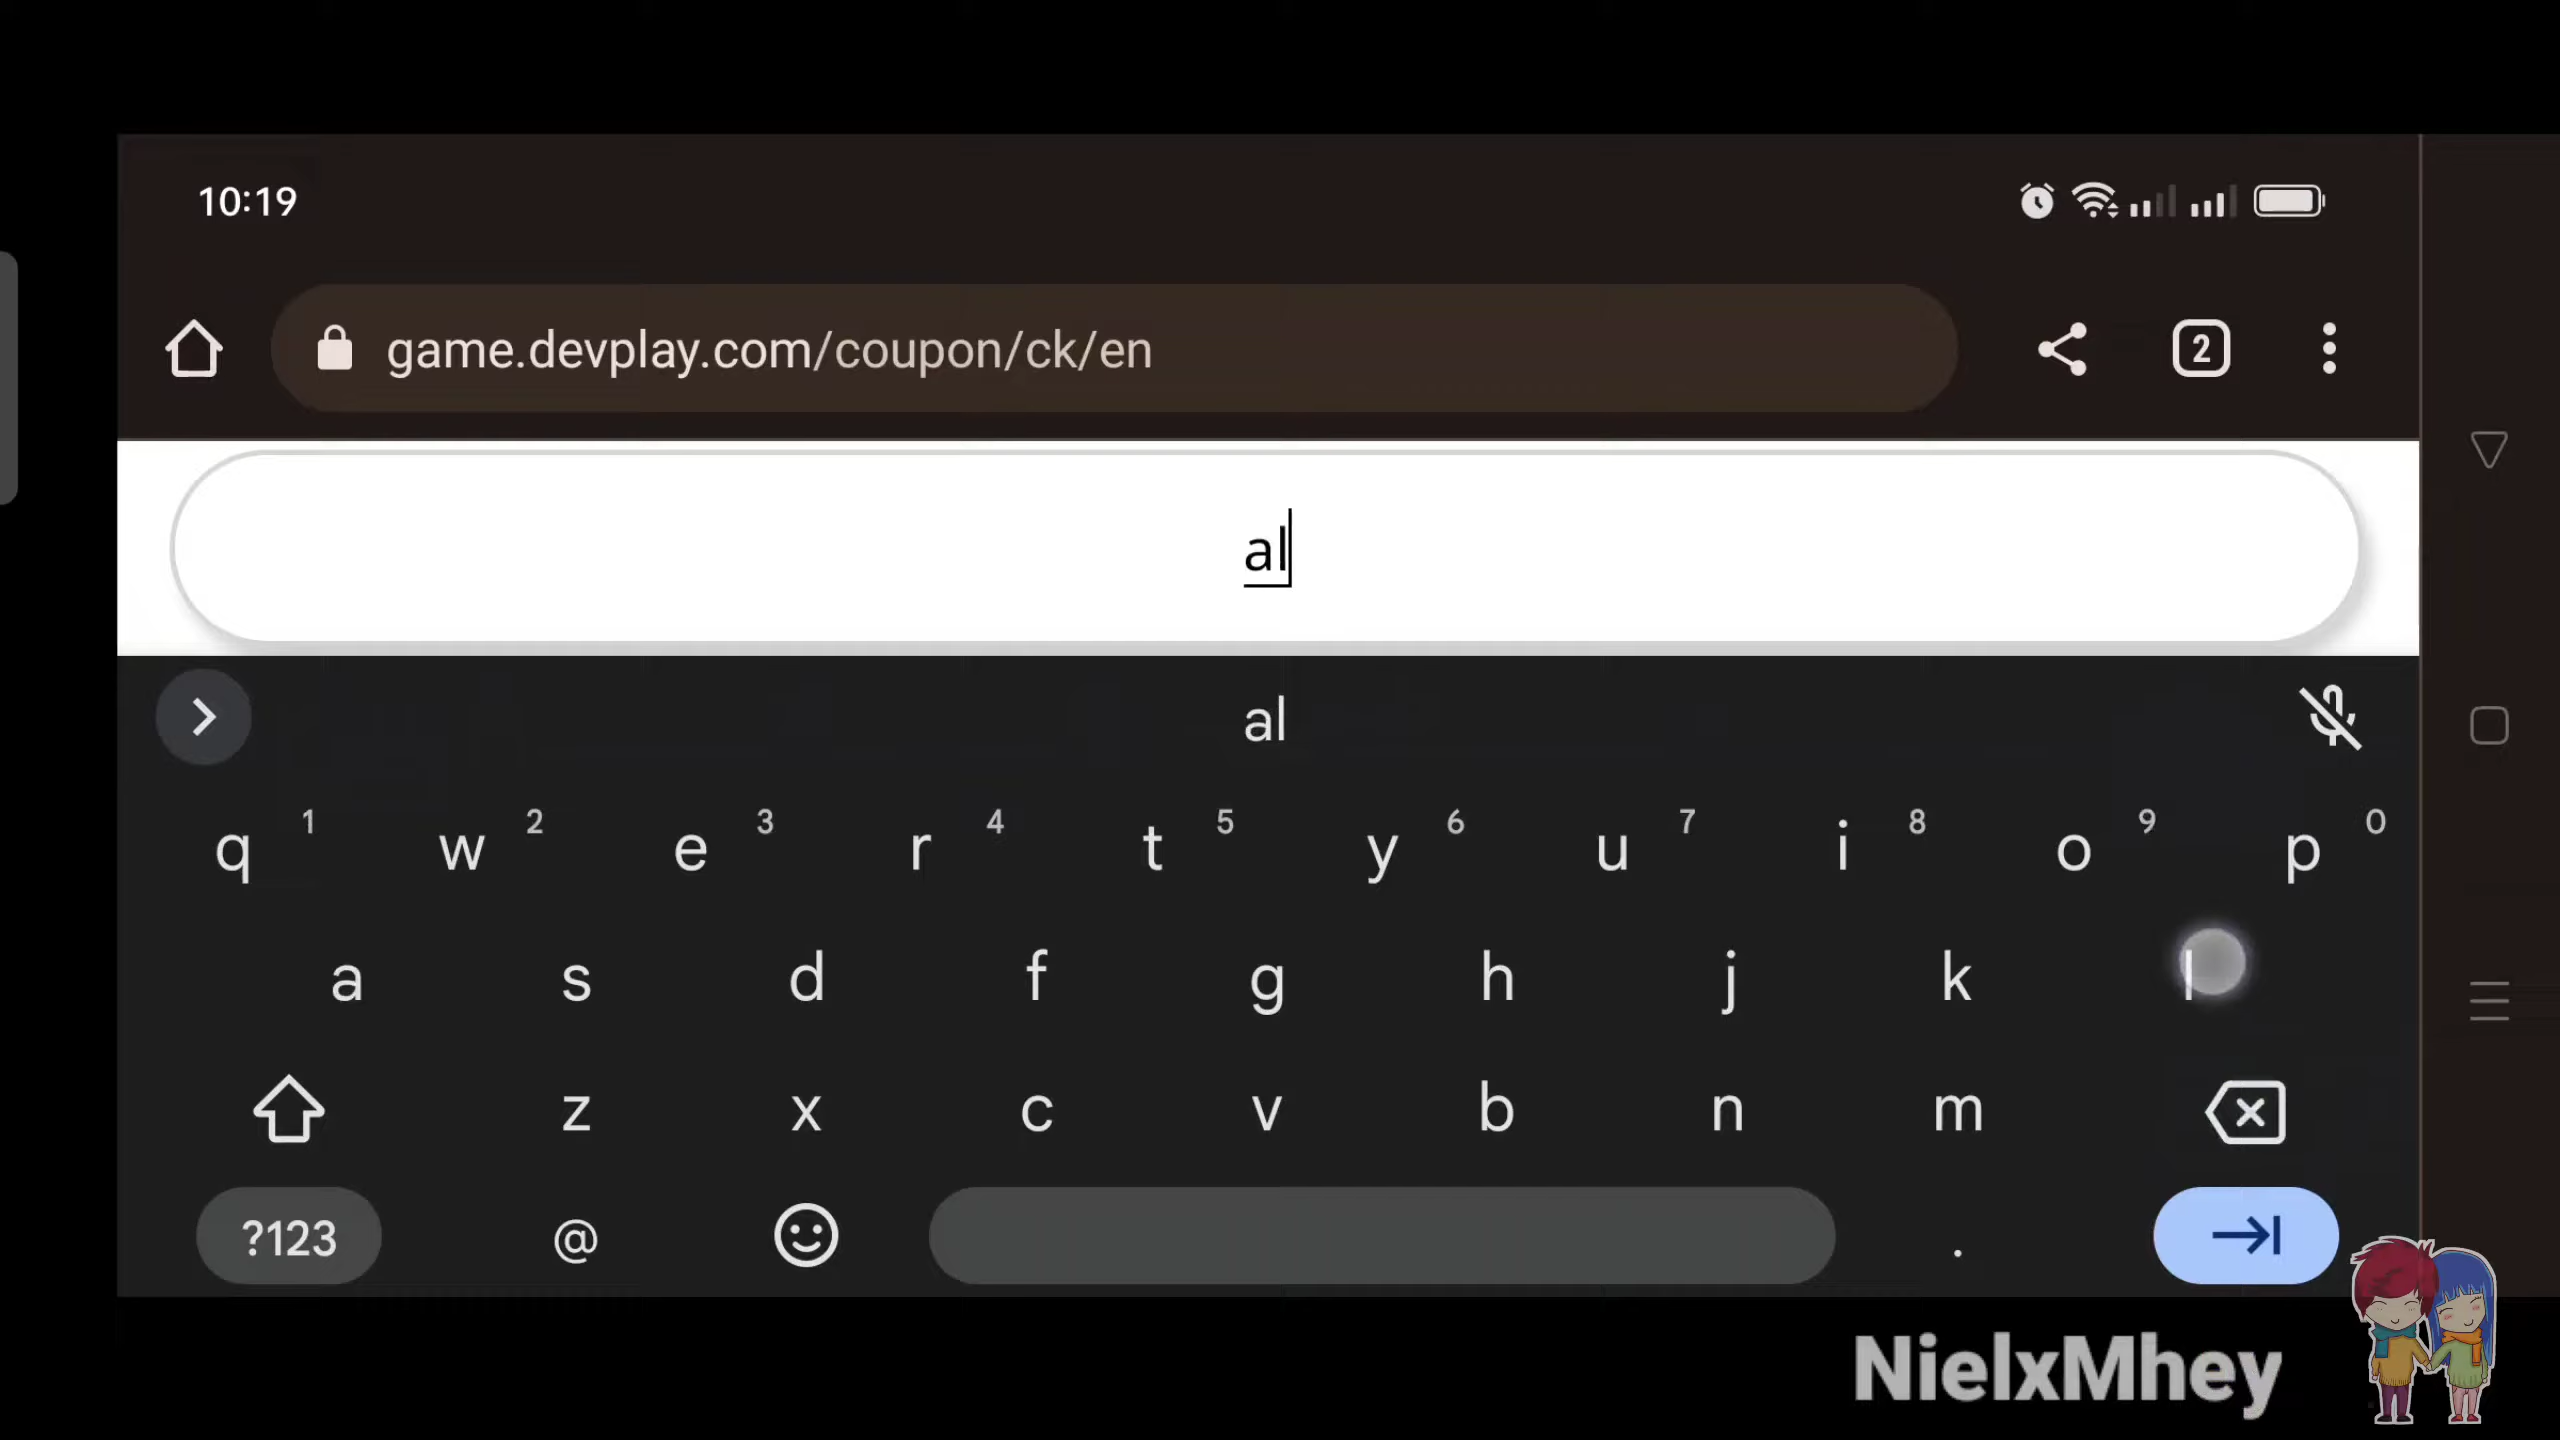 10:19
game.devplay.com/coupon/ck/en
2
al
al
q 1 w 2 e 3 r 4 t 5 y 6 u 7 i 8 o 9 p 0
a s d f g h j k l
z x c v b n m
?123 @ .
NielxMhey